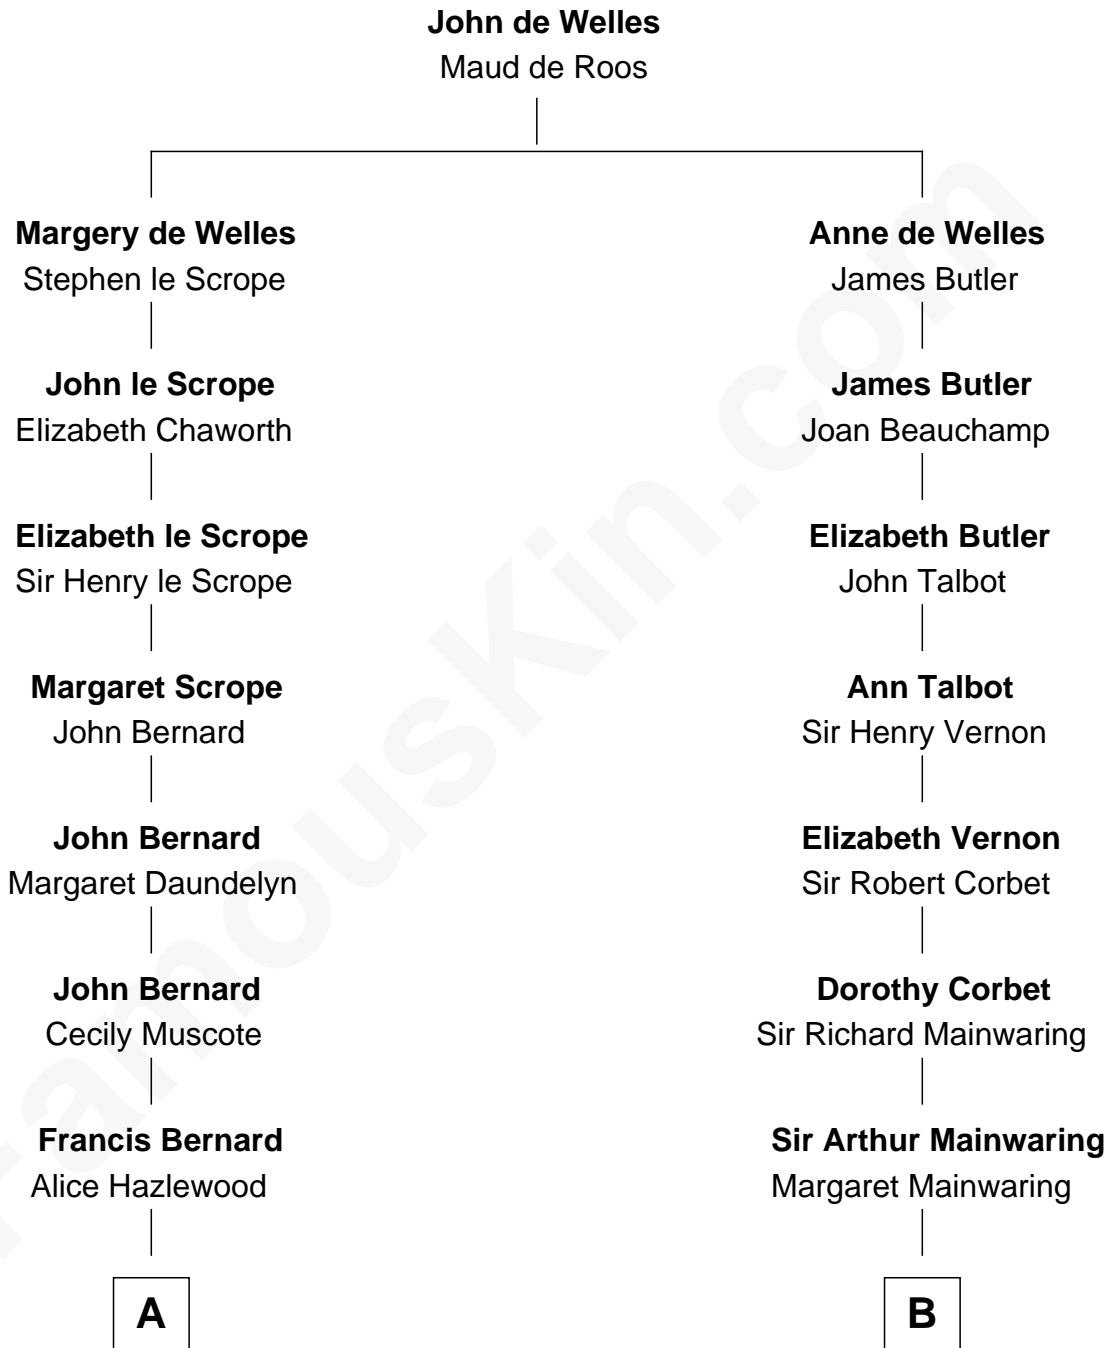 John de Welles
Maud de Roos
Margery de Welles
Stephen le Scrope
Anne de Welles
James Butler
John le Scrope
Elizabeth Chaworth
James Butler
Joan Beauchamp
Elizabeth le Scrope
Sir Henry le Scrope
Elizabeth Butler
John Talbot
Margaret Scrope
John Bernard
Ann Talbot
Sir Henry Vernon
John Bernard
Margaret Daundelyn
Elizabeth Vernon
Sir Robert Corbet
John Bernard
Cecily Muscote
Dorothy Corbet
Sir Richard Mainwaring
Francis Bernard
Alice Hazlewood
Sir Arthur Mainwaring
Margaret Mainwaring
A
B
FamousKin.com